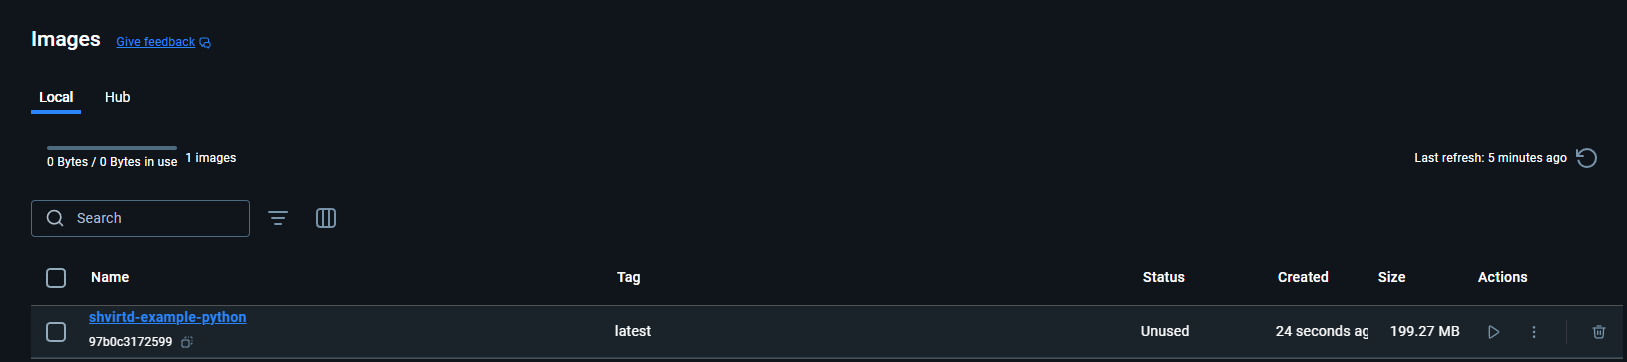 Images Give feedback
Local Hub
0 Bytes / 0 Bytes in use 1 images Last refresh: 5 minutes ago
Search
Name Tag Status Created Size Actions
shvirtd-example-python
latest Unused 24 seconds ag 199.27 MB
97b0c3172599